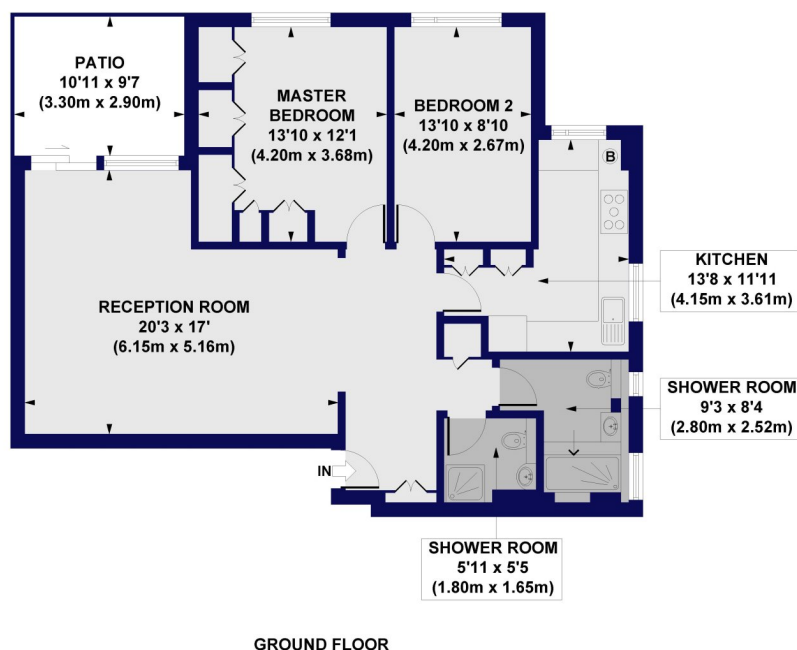 PATIO
10'11 x 9'7
(3.30m x 2.90m)
MASTER
BEDROOM
13'10 x 12'1
(4.20m x 3.68m)
BEDROOM 2
13'10 x 8'10
(4.20m x 2.67m)
B
KITCHEN
13'8 x 11'11
(4.15m x 3.61m)
RECEPTION ROOM
20'3 x 17'
(6.15m x 5.16m)
SHOWER ROOM
9'3 x 8'4
(2.80m x 2.52m)
IN
SHOWER ROOM
5'11 x 5'5
(1.80m x 1.65m)
GROUND FLOOR